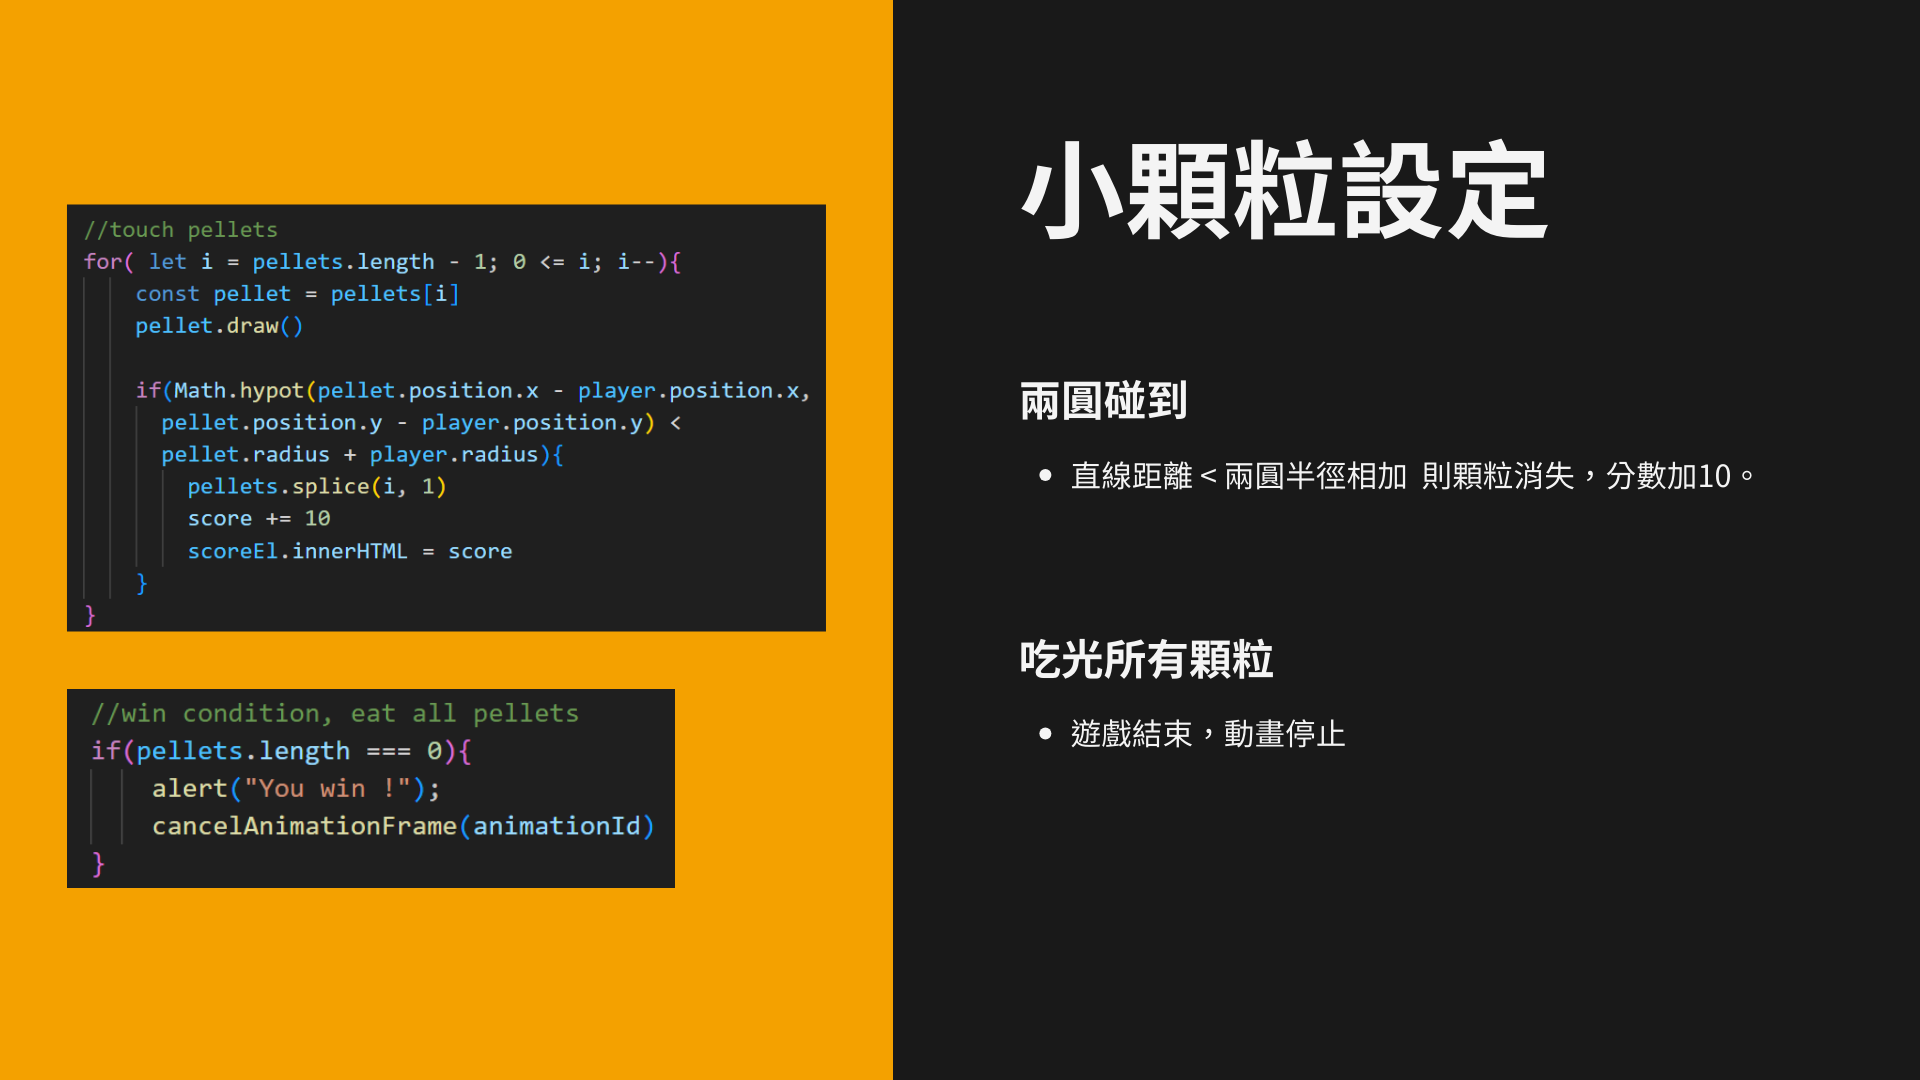 //touch pellets
for( let i = pellets.length - 1; 0 <= i; i--){
const pellet = pellets[i]
pellet.draw()
if(Math.hypot(pellet.position.x - player.position.x,
pellet.position.y - player.position.y) <
pellet.radius + player.radius){
pellets.splice(i, 1)
score += 10
scoreEl.innerHTML = score
}
}
//win condition, eat all pellets
if(pellets.length === 0){
alert("You win !");
cancelAnimationFrame(animationId)
}
小顆粒設定
兩圓碰到
• 直線距離 < 兩圓半徑相加 則顆粒消失，分數加10。
吃光所有顆粒
• 遊戲結束，動畫停止